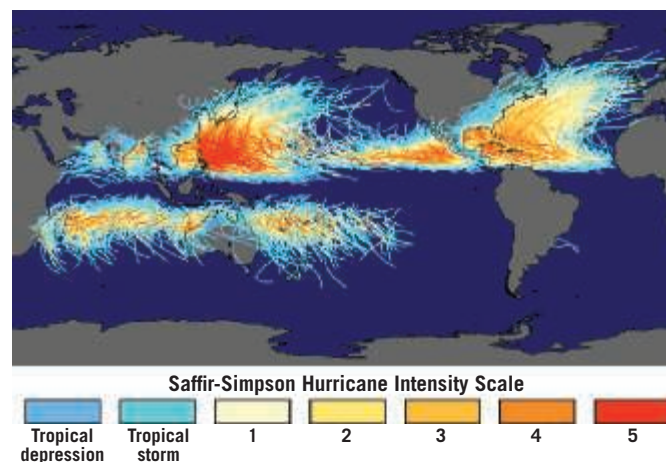 Saffir-Simpson Hurricane Intensity Scale
Tropical depression
Tropical storm
1
2
3
4
5